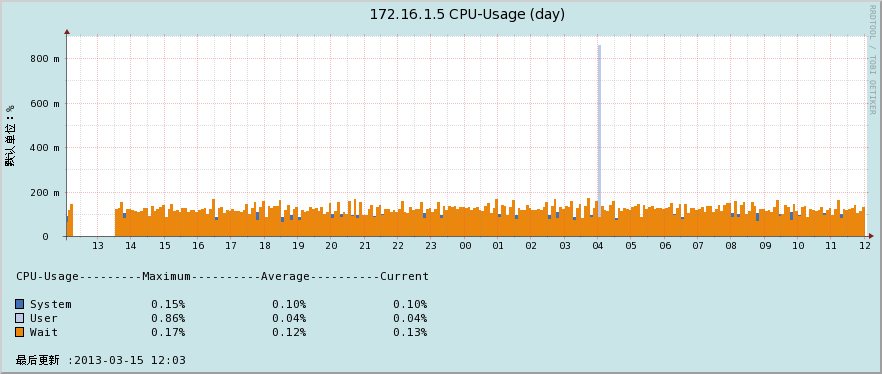 172.16.1.5 CPU-Usage (day)
RRDTOOL / TOBI OETIKER
默认单位：%
800 m
600 m
400 m
200 m
0
13 14 15 16 17 18 19 20 21 22 23 00 01 02 03 04 05 06 07 08 09 10 11 12
CPU-Usage---------Maximum----------Average----------Current
System 0.15% 0.10% 0.10%
User 0.86% 0.04% 0.04%
Wait 0.17% 0.12% 0.13%
最后更新 :2013-03-15 12:03